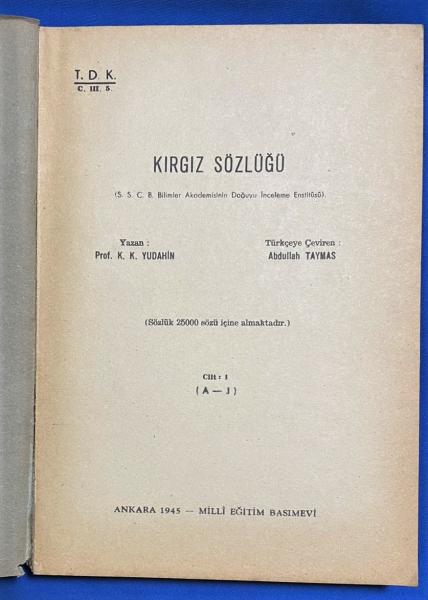 T. D. K.
C. III. 5.
KIRGIZ SÖZLÜĞÜ
(S. S. C. B. Bilimler Akademisinin Doğuyu İnceleme Enstitüsü).
Yazan :
Prof. K. K. YUDAHİN
Türkçeye Çeviren :
Abdullah TAYMAS
(Sözlük 25000 sözü içine almaktadır.)
Cilt : 1
( A — J )
ANKARA 1945 — MİLLÎ EĞİTİM BASIMEVİ